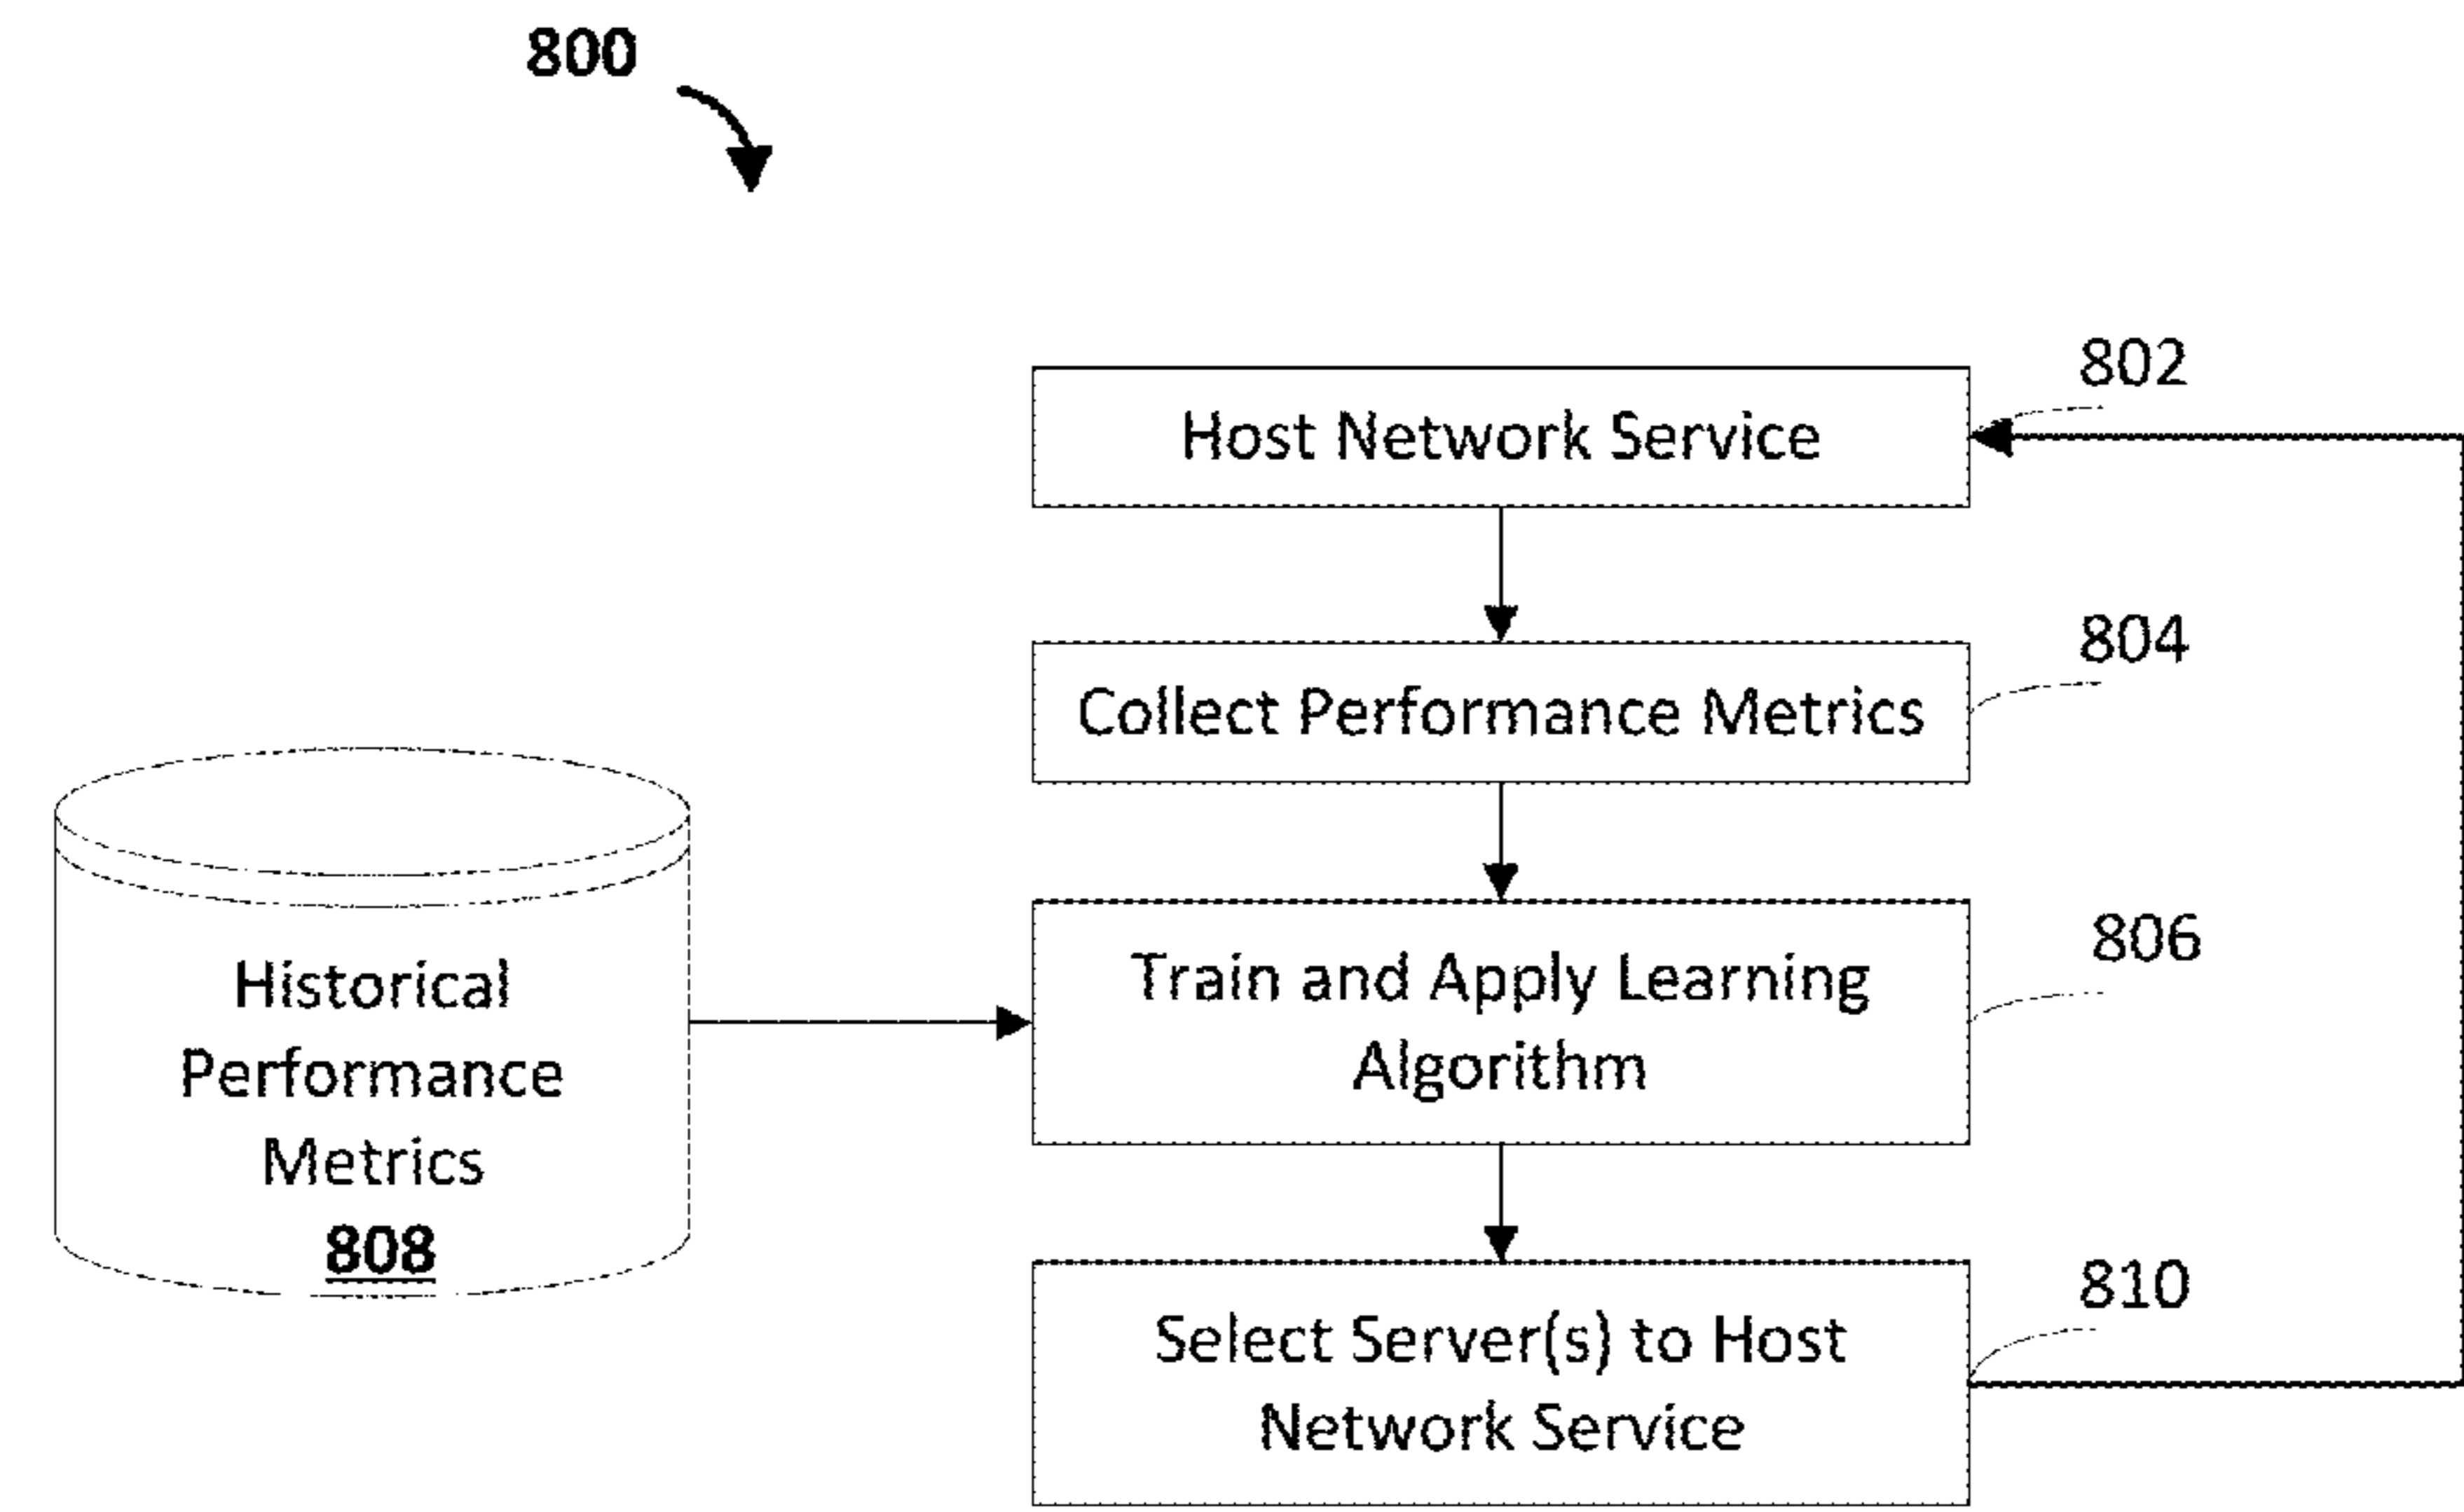 800
802
Host Network Service
804
Collect Performance Metrics
806
Train and Apply Learning
Algorithm
Historical
Performance
Metrics
808
810
Select Server(s) to Host
Network Service